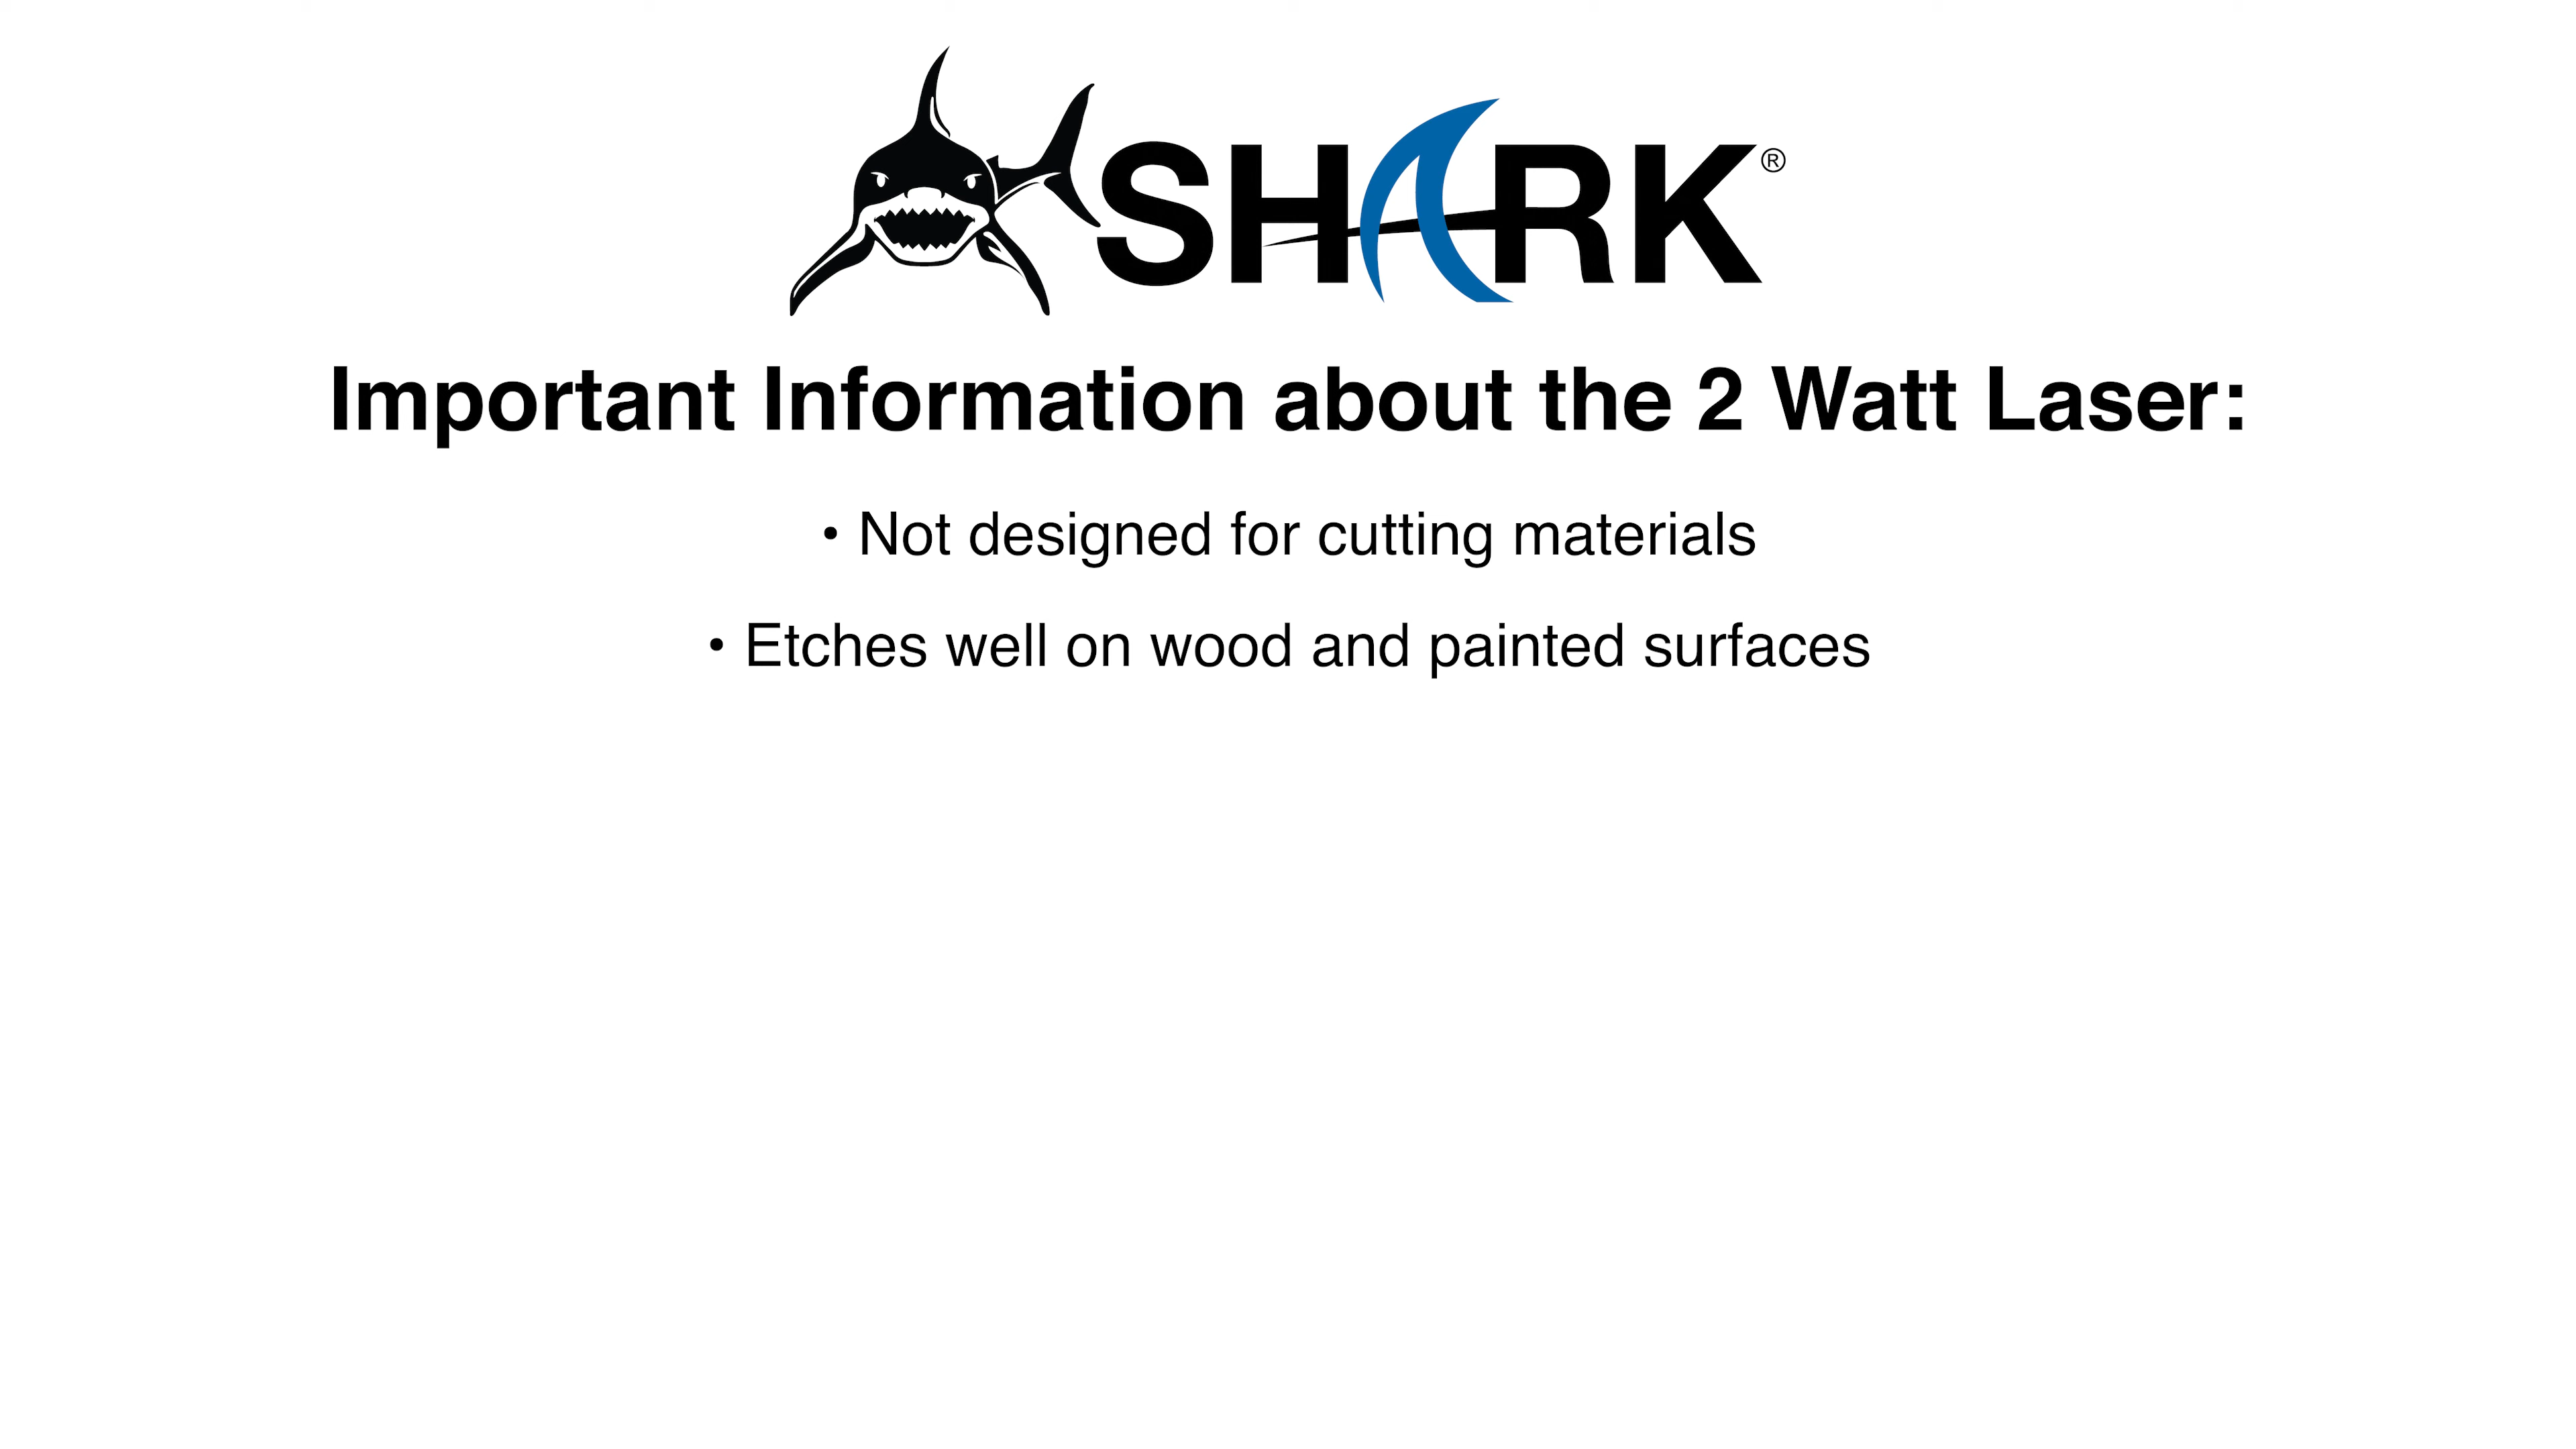 SHARK®
Important Information about the 2 Watt Laser:
• Not designed for cutting materials
• Etches well on wood and painted surfaces